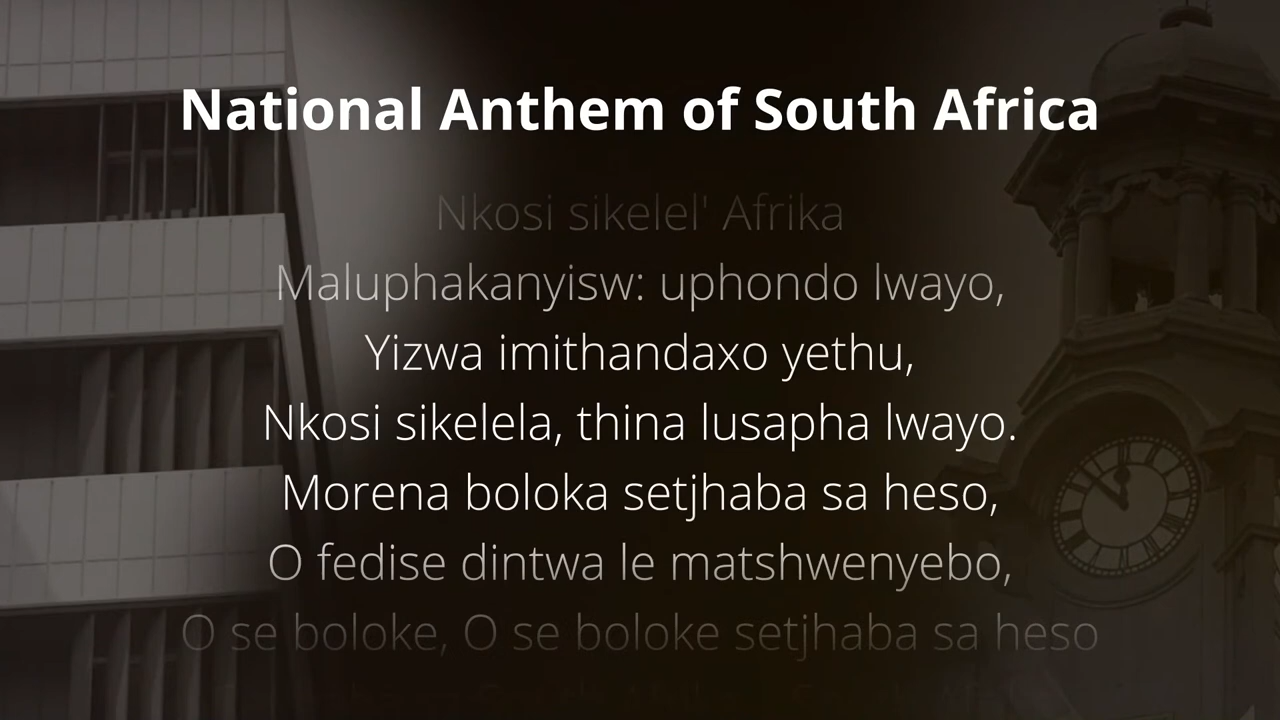 National Anthem of South Africa
Nkosi sikelel' Afrika
Maluphakanyisw: uphondo lwayo,
Yizwa imithandaxo yethu,
Nkosi sikelela, thina lusapha lwayo.
Morena boloka setjhaba sa heso,
O fedise dintwa le matshwenyebo,
O se boloke, O se boloke setjhaba sa heso